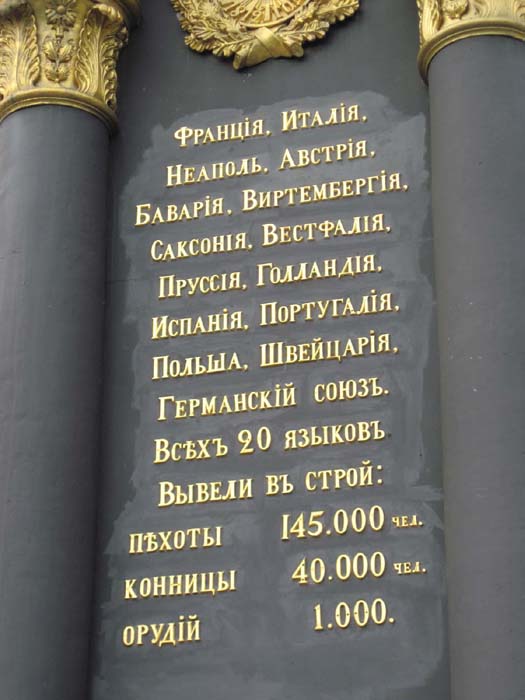 Франція, Италія,
Неаполь, Австрія,
Баварія, Виртембергія,
Саксонія, Вестфалія,
Пруссія, Голландія,
Испанія, Португалія,
Польша, Швейцарія,
Германскій союзъ.
Всѣхъ 20 языковъ
Вывели въ строй:
пѣхоты 145.000 чел.
конницы 40.000 чел.
орудій 1.000.